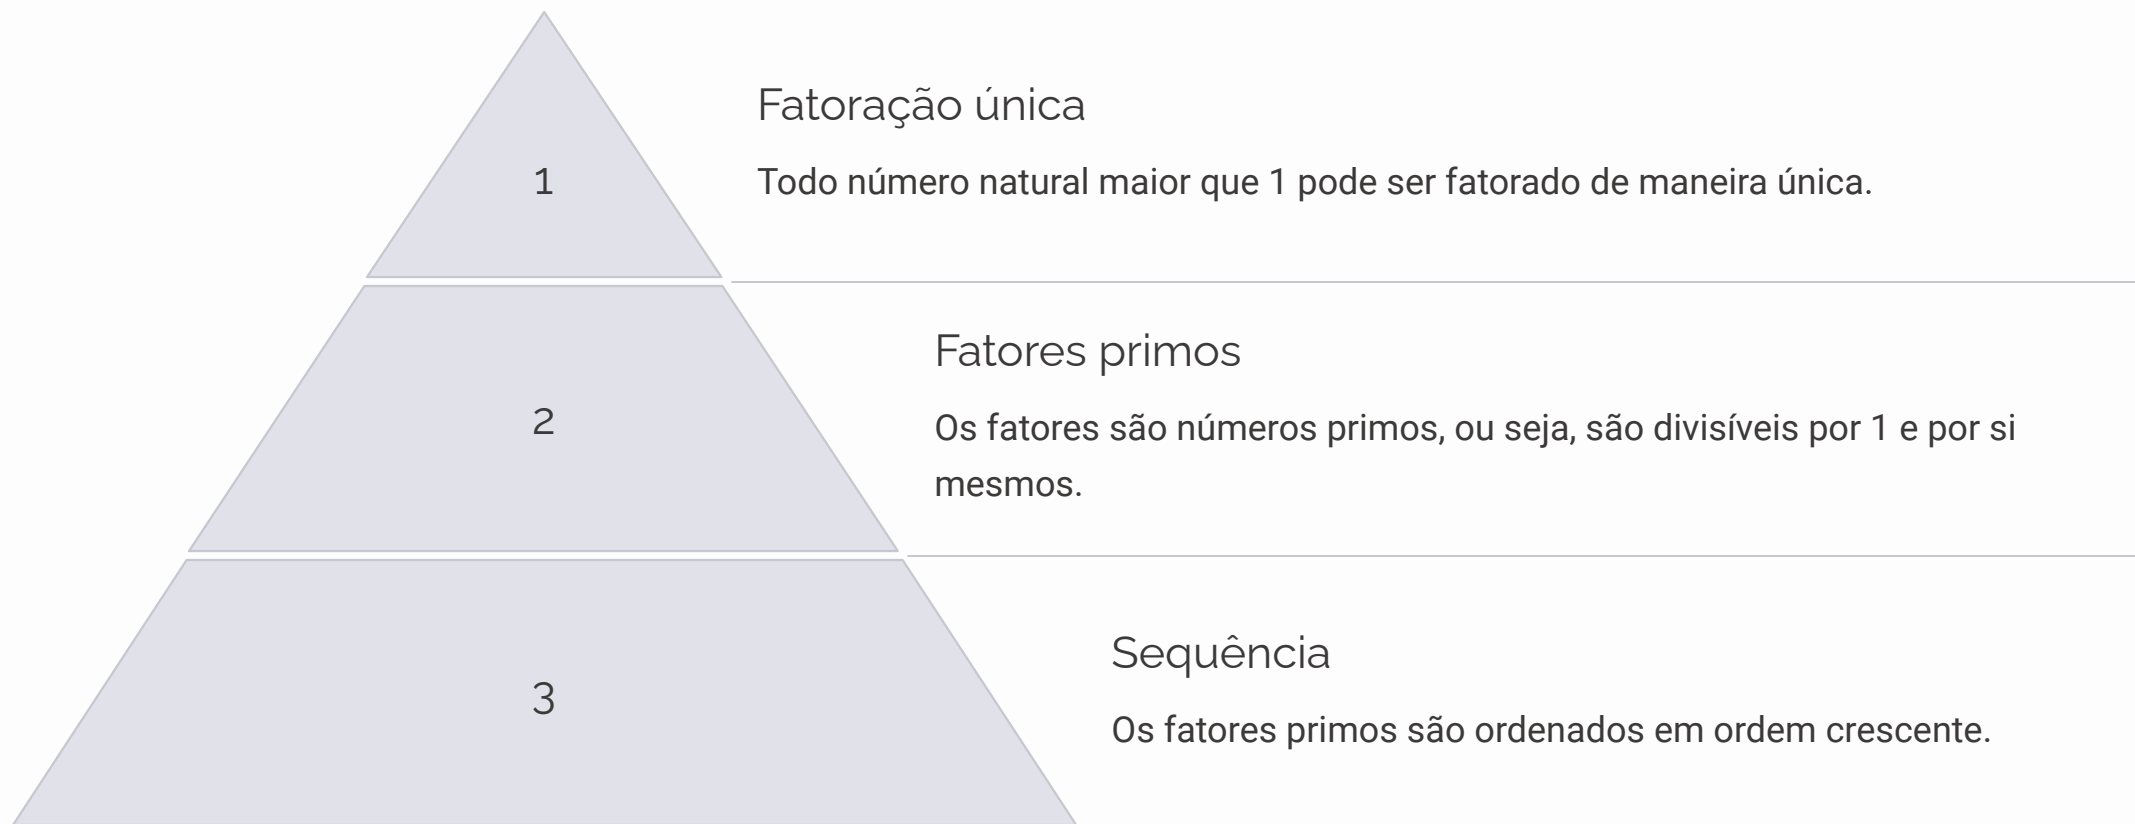 Fatoração única
1
Todo número natural maior que 1 pode ser fatorado de maneira única.
Fatores primos
2
Os fatores são números primos, ou seja, são divisíveis por 1 e por si
mesmos.
Sequência
3
Os fatores primos são ordenados em ordem crescente.